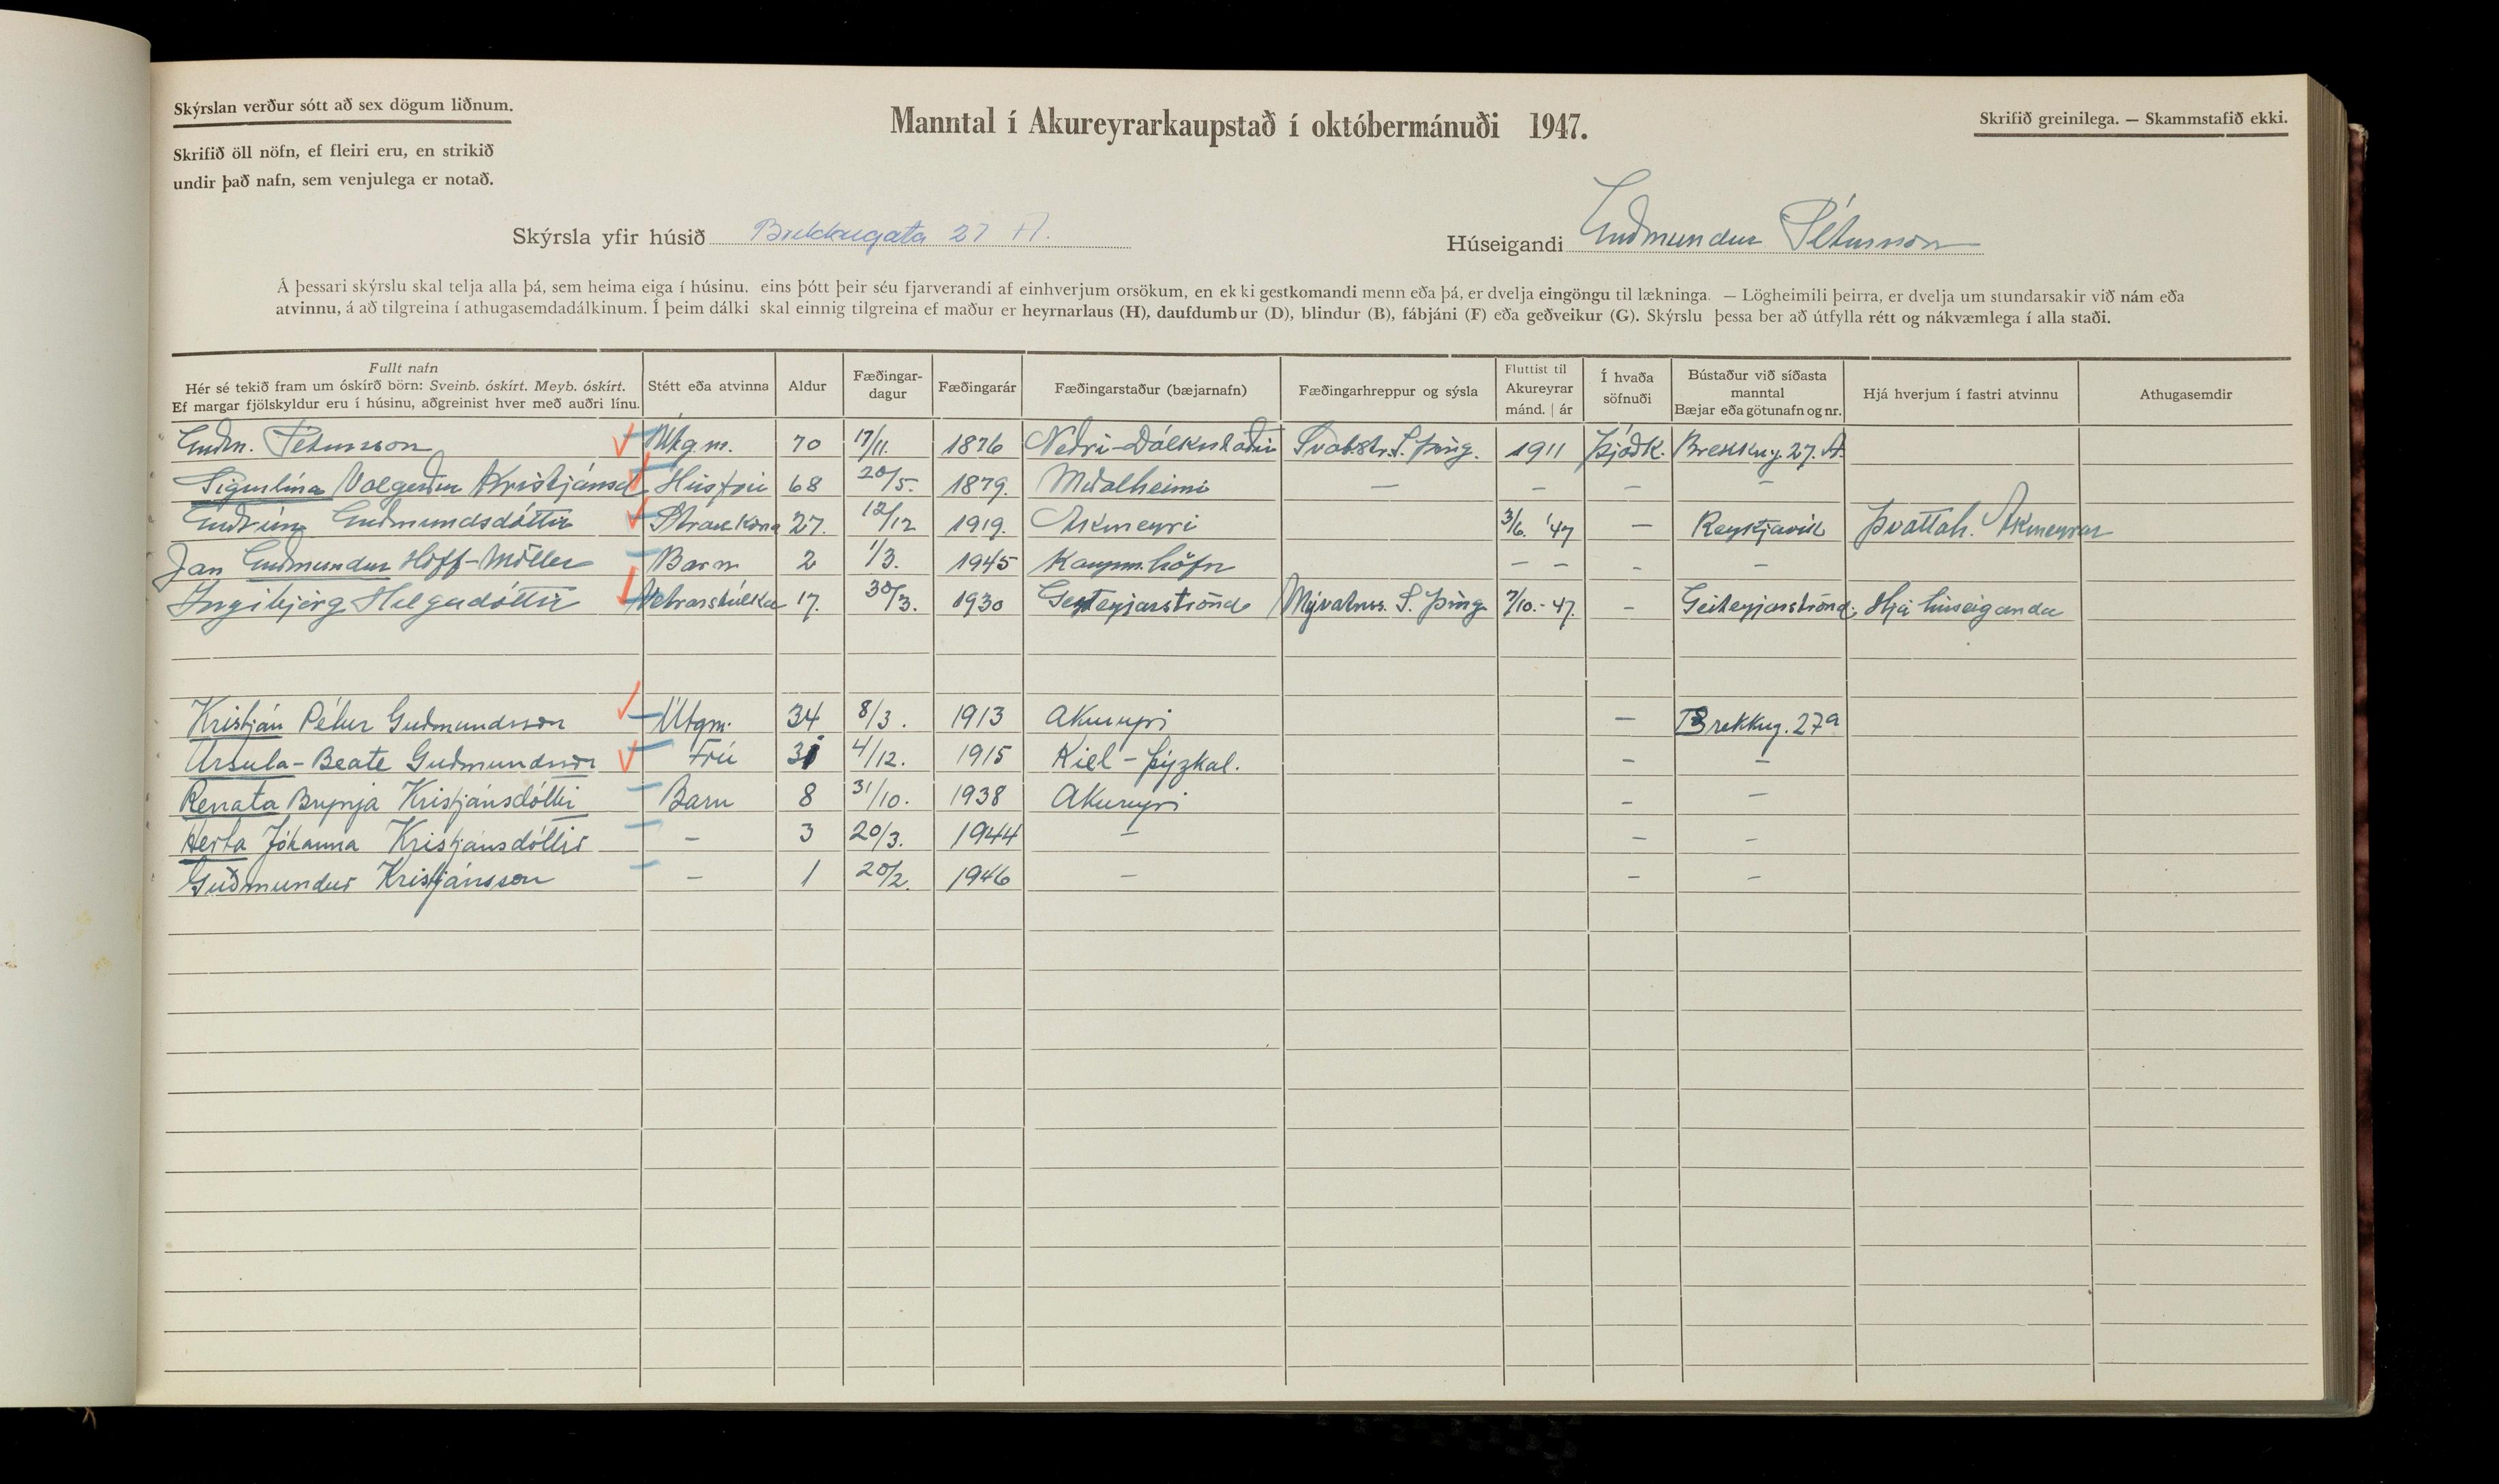 Skýrslan verður sótt að sex dögum liðnum.
Skrifið öll nöfn, ef fleiri eru, en strikið
undir það nafn, sem venjulega er notað.
Manntal í Akureyrarkaupstað í októbermánuði 1947.
Skrifið greinilega. — Skammstafið ekki.
Skýrsla yfir húsið Brekkugata 27 A.
Húseigandi Guðmundur Pétursson
Á þessari skýrslu skal telja alla þá, sem heima eiga í húsinu, eins þótt þeir séu fjarverandi af einhverjum orsökum, en ekki gestkomandi menn eða þá, er dvelja eingöngu til lækninga. — Lögheimili þeirra, er dvelja um stundarsakir við nám eða
atvinnu, á að tilgreina í athugasemdadálkinum. Í þeim dálki skal einnig tilgreina ef maður er heyrnarlaus (H), daufdumbur (D), blindur (B), fábjáni (F) eða geðveikur (G). Skýrslu þessa ber að útfylla rétt og nákvæmlega í alla staði.
Fullt nafn
Hér sé tekið fram um óskírð börn: Sveinb. óskírt. Meyb. óskírt.
Ef margar fjölskyldur eru í húsinu, aðgreinist hver með auðri línu.
Stétt eða atvinna
Aldur
Fæðingar-
dagur
Fæðingarár
Fæðingarstaður (bæjarnafn)
Fæðingarhreppur og sýsla
Fluttist til
Akureyrar
mánd. | ár
Í hvaða
söfnuði
Bústaður við síðasta
manntal
Bæjar eða götunafn og nr.
Hjá hverjum í fastri atvinnu
Athugasemdir
Guðm. Pétursson Útg.m. 70 17/11. 1876 Neðri-Dálkstaðir Svalbstr. S. Þing. 1911 Þjóðk. Brekkug. 27. A
Sigurlína Valgerður Kristjánsd. Húsfrú 68 20/5. 1879. Meðalheimi — — — —
Guðrún Guðmundsdóttir 27. 12/12 1919. Akureyri 3/6. '47 — Reykjavík Þvottah. Akureyrar
Jan Guðmundur Hoff-Möller Barn 2 1/3. 1945 Kaupm.höfn — — - —
Ingibjörg Helgadóttir Vetrarstúlka 17. 30/3. 1930 Geiteyjarströnd Mývatnss. S. Þing 7/10.-47. — Geiteyjarströnd. Hjá húseiganda
Kristján Pétur Guðmundsson Útgm. 34 8/3. 1913 Akureyri — Brekkug. 27a
Ursula-Beate Guðmundsson Frú 31 4/12. 1915 Kiel - Þýzkal. - —
Renata Brynja Kristjánsdóttir Barn 8 31/10. 1938 Akureyri - —
Herta Jóhanna Kristjánsdóttir — 3 20/3. 1944 — — -
Guðmundur Kristjánsson — 1 20/2. 1946 — — -